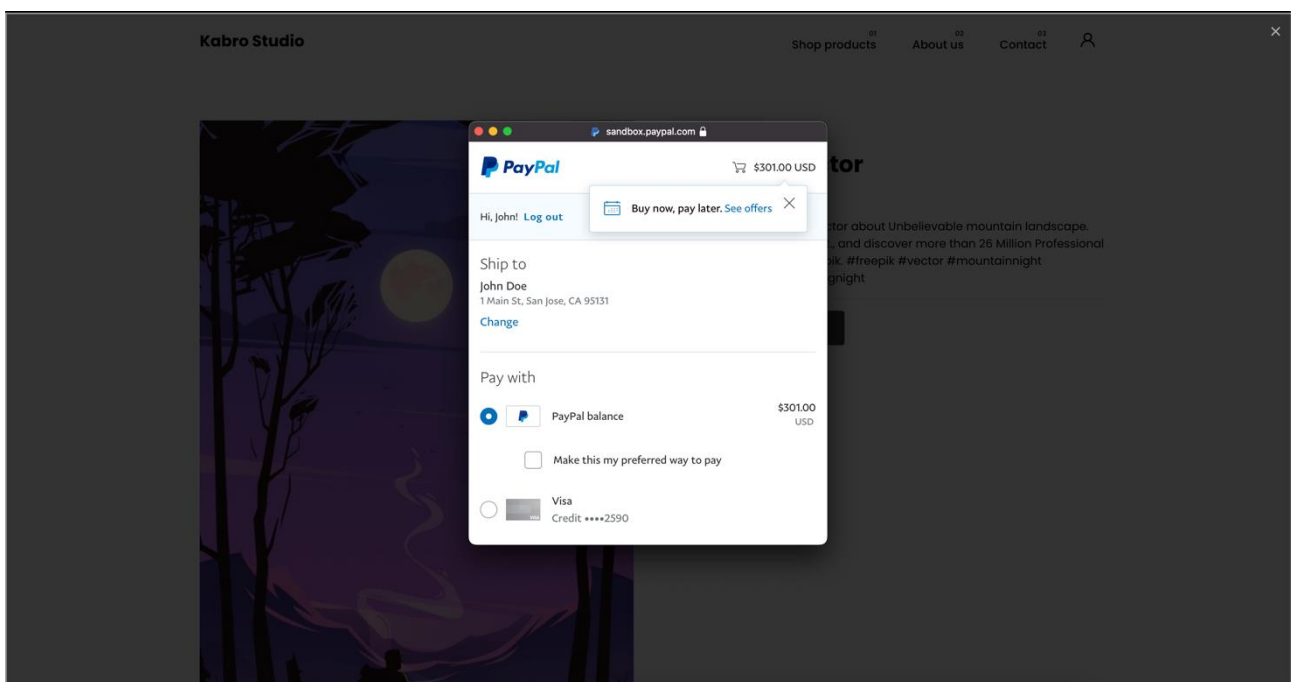 Kabro Studio
01
Shop products
02
About us
03
Contact
tor
ctor about Unbelievable mountain landscape.
, and discover more than 26 Million Professional
pik. #freepik #vector #mountainnight
gnight
sandbox.paypal.com
PayPal
$301.00 USD
Buy now, pay later. See offers
Hi, John! Log out
Ship to
John Doe
1 Main St, San Jose, CA 95131
Change
Pay with
PayPal balance
$301.00
USD
Make this my preferred way to pay
Visa
Credit ••••2590